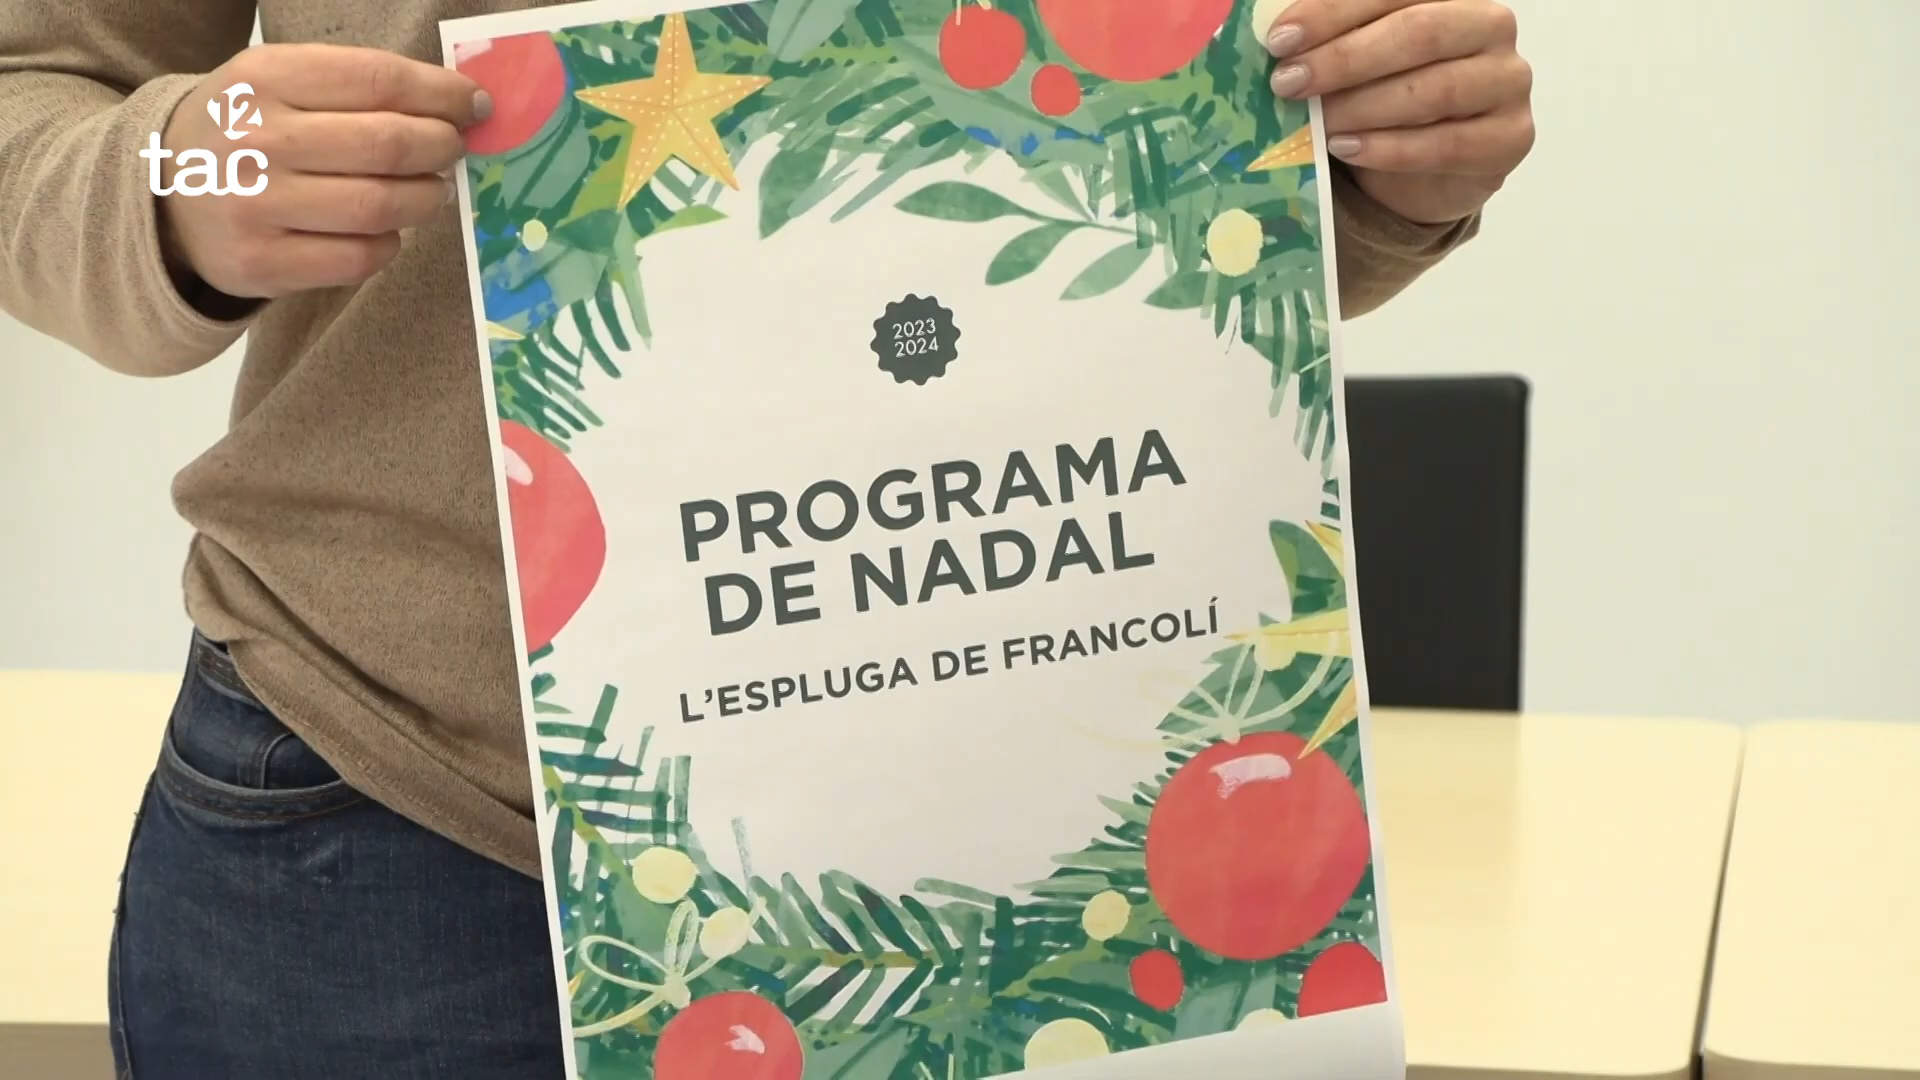 12
tac
2023
2024
PROGRAMA
DE NADAL
L'ESPLUGA DE FRANCOLÍ